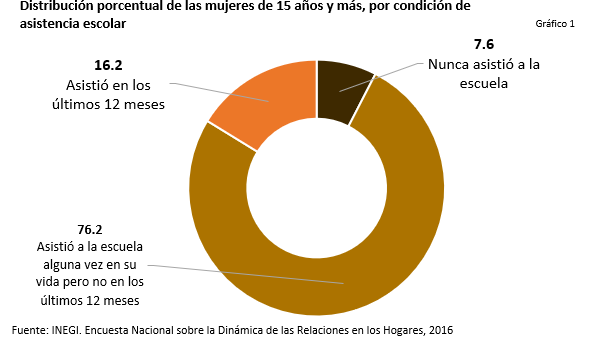 Distribución porcentual de las mujeres de 15 años y más, por condición de
asistencia escolar
Gráfico 1
7.6
Nunca asistió a la
escuela
16.2
Asistió en los
últimos 12 meses
76.2
Asistió a la escuela
alguna vez en su
vida pero no en los
últimos 12 meses
Fuente: INEGI. Encuesta Nacional sobre la Dinámica de las Relaciones en los Hogares, 2016